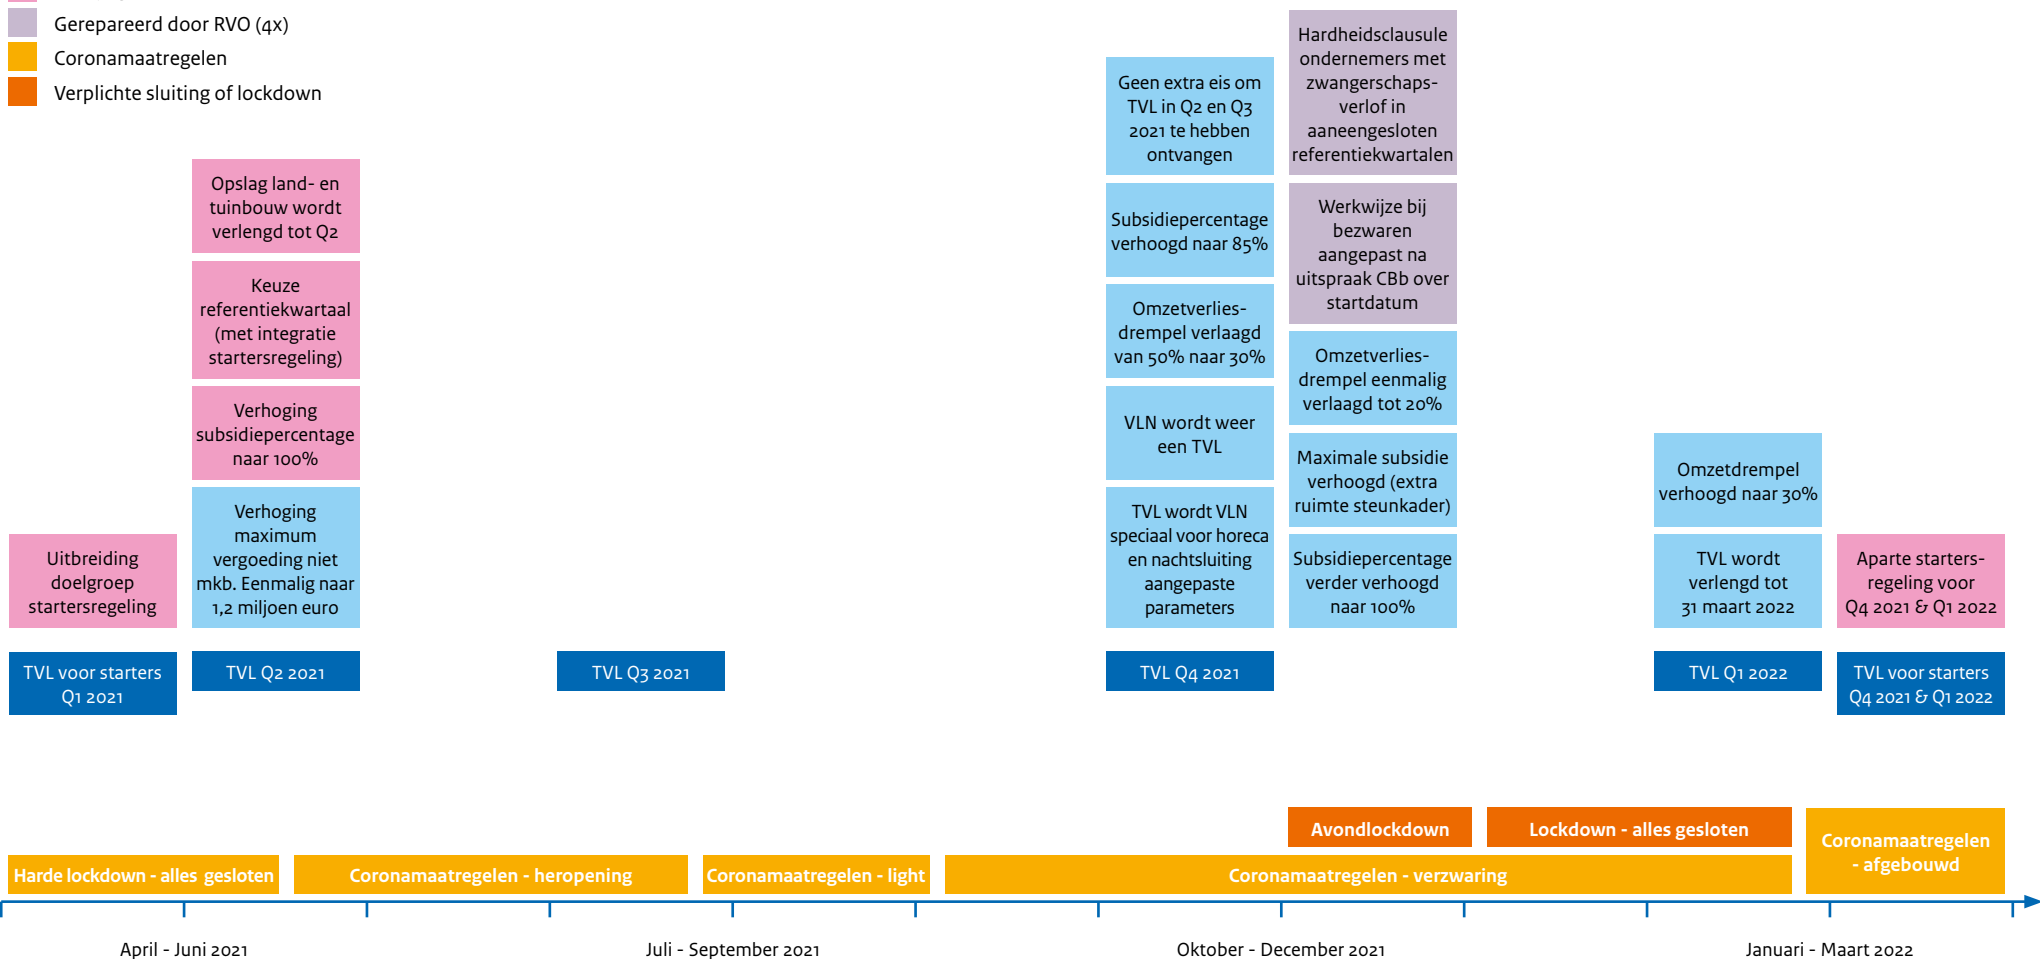 Gerepareerd door RVO (4x)
Coronamaatregelen
Verplichte sluiting of lockdown
Opslag land- en
tuinbouw wordt
verlengd tot Q2
Keuze
referentiekwartaal
(met integratie
startersregeling)
Verhoging
subsidiepercentage
naar 100%
Verhoging
maximum
vergoeding niet
mkb. Eenmalig naar
1,2 miljoen euro
Uitbreiding
doelgroep
startersregeling
TVL voor starters
Q1 2021
TVL Q2 2021
TVL Q3 2021
Geen extra eis om
TVL in Q2 en Q3
2021 te hebben
ontvangen
Subsidiepercentage
verhoogd naar 85%
Omzetverlies-
drempel verlaagd
van 50% naar 30%
VLN wordt weer
een TVL
TVL wordt VLN
speciaal voor horeca
en nachtsluiting
aangepaste
parameters
TVL Q4 2021
Hardheidsclausule
ondernemers met
zwangerschaps-
verlof in
aaneengesloten
referentiekwartalen
Werkwijze bij
bezwaren
aangepast na
uitspraak CBb over
startdatum
Omzetverlies-
drempel eenmalig
verlaagd tot 20%
Maximale subsidie
verhoogd (extra
ruimte steunkader)
Subsidiepercentage
verder verhoogd
naar 100%
Omzetdrempel
verhoogd naar 30%
TVL wordt
verlengd tot
31 maart 2022
TVL Q1 2022
Aparte starters-
regeling voor
Q4 2021 & Q1 2022
TVL voor starters
Q4 2021 & Q1 2022
Avondlockdown
Lockdown - alles gesloten
Coronamaatregelen
- afgebouwd
Harde lockdown - alles gesloten
Coronamaatregelen - heropening
Coronamaatregelen - light
Coronamaatregelen - verzwaring
April - Juni 2021
Juli - September 2021
Oktober - December 2021
Januari - Maart 2022